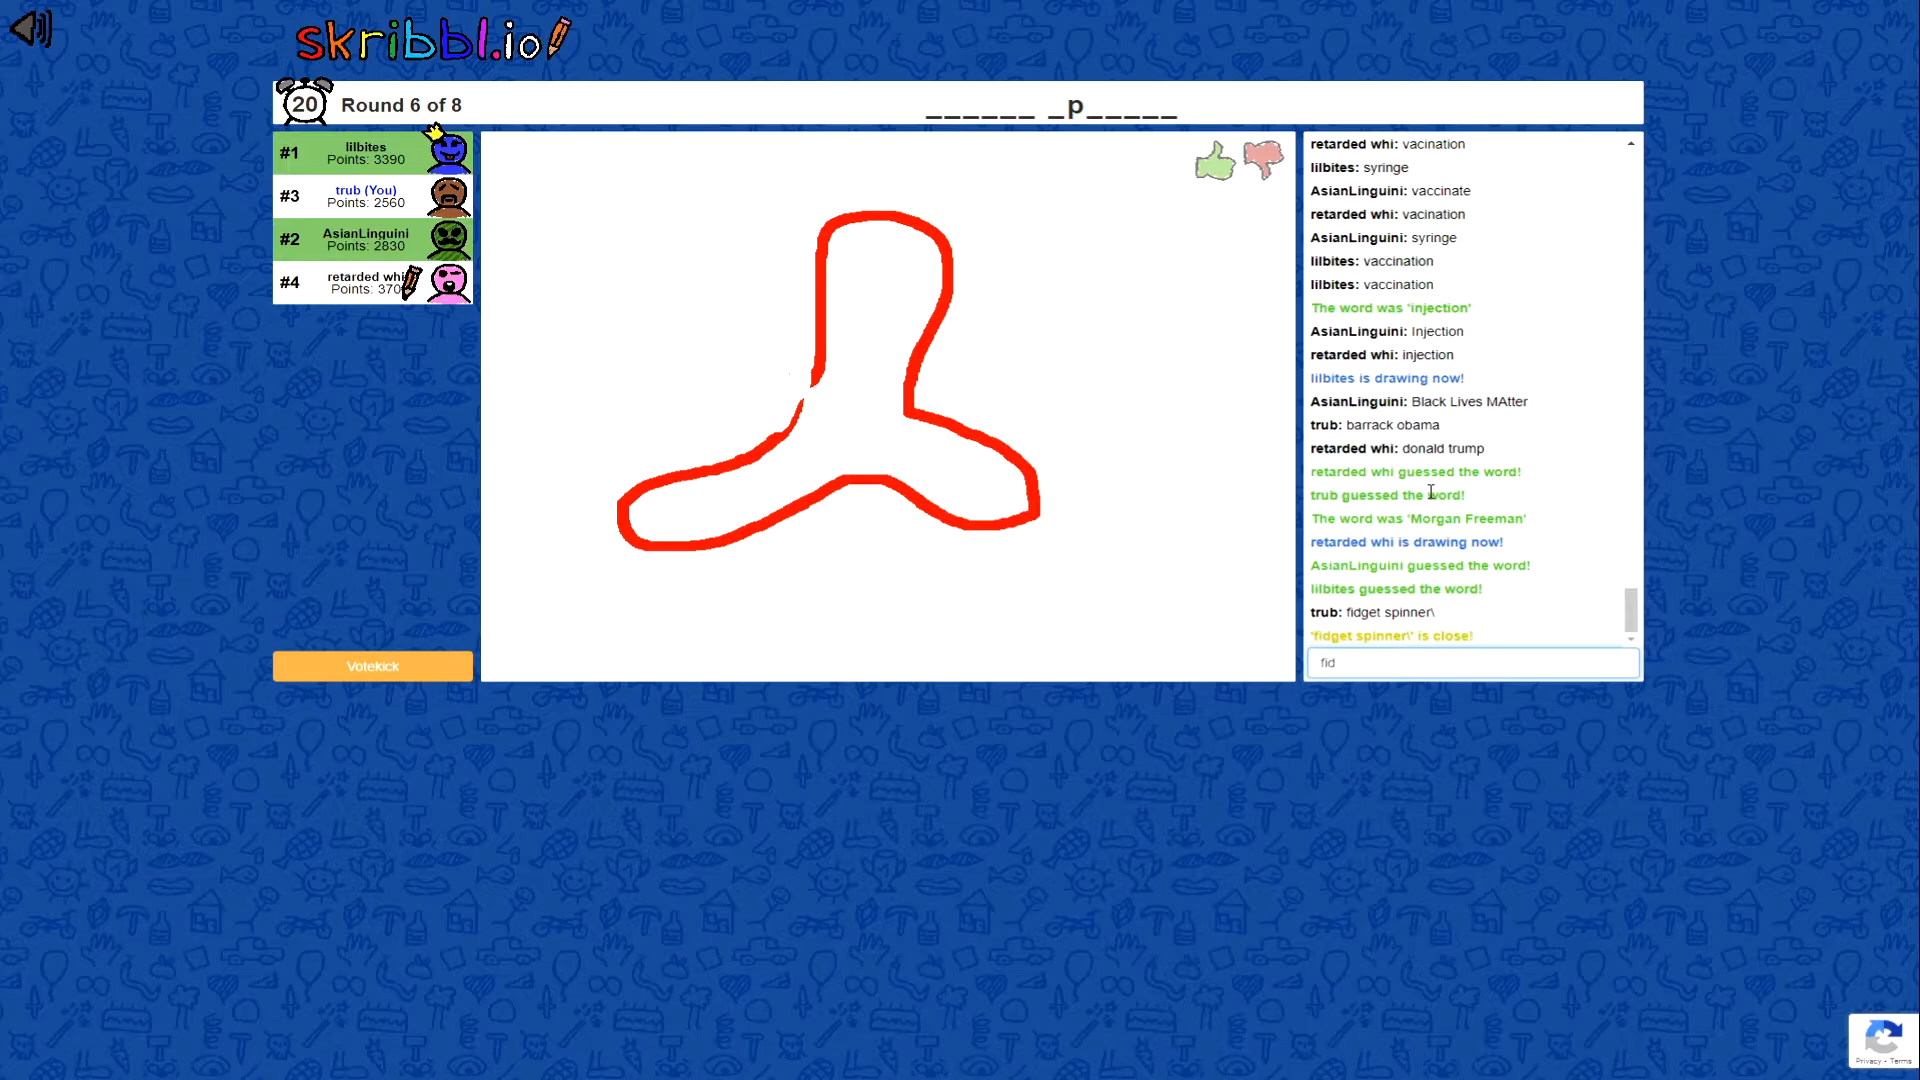 skribbl.io
20
Round 6 of 8
______ _p_____
#1
lilbites
Points: 3390
#3
trub (You)
Points: 2560
#2
AsianLinguini
Points: 2830
#4
retarded whi
Points: 370
Votekick
retarded whi: vacination
lilbites: syringe
AsianLinguini: vaccinate
retarded whi: vacination
AsianLinguini: syringe
lilbites: vaccination
lilbites: vaccination
The word was 'injection'
AsianLinguini: Injection
retarded whi: injection
lilbites is drawing now!
AsianLinguini: Black Lives MAtter
trub: barrack obama
retarded whi: donald trump
retarded whi guessed the word!
trub guessed the word!
The word was 'Morgan Freeman'
retarded whi is drawing now!
AsianLinguini guessed the word!
lilbites guessed the word!
trub: fidget spinner\
'fidget spinner\' is close!
fid
Privacy - Terms